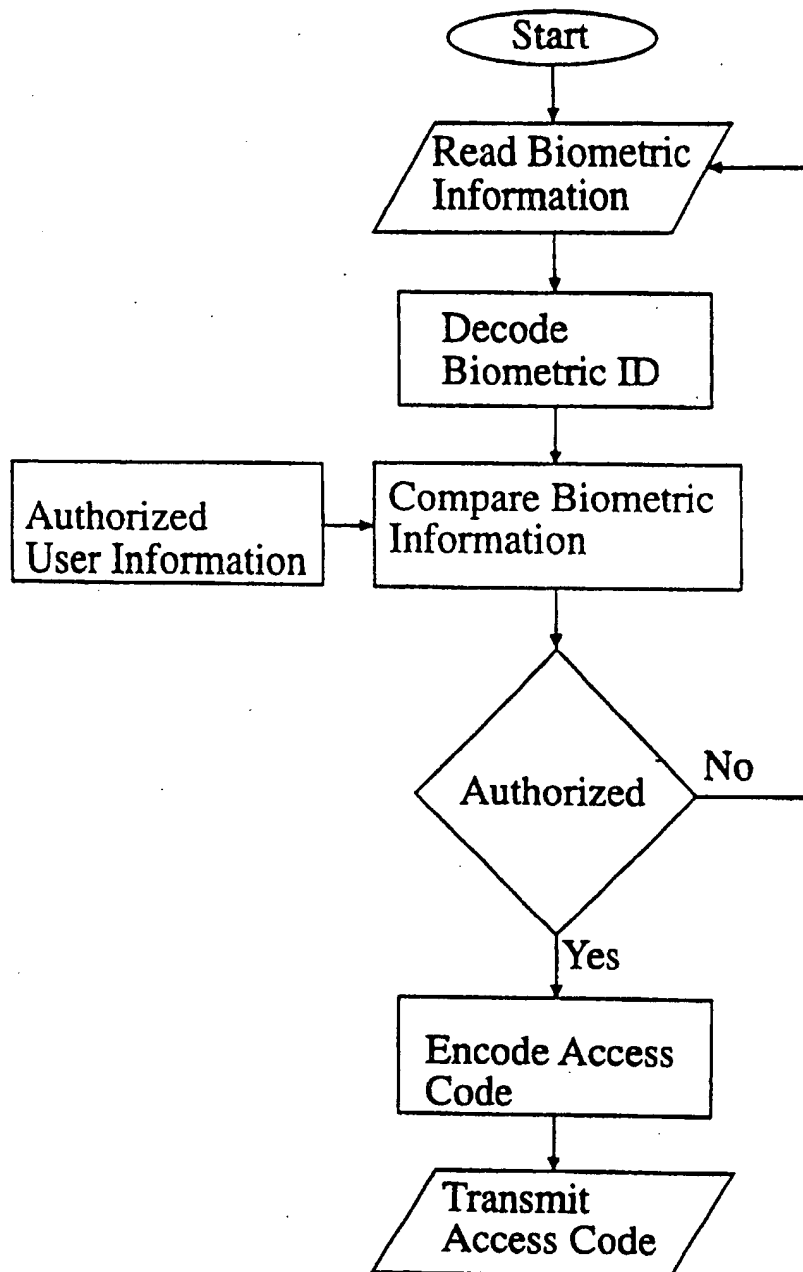 Start
Read Biometric
Information
Decode
Biometric ID
Authorized
User Information
Compare Biometric
Information
Authorized
No
Yes
Encode Access
Code
Transmit
Access Code